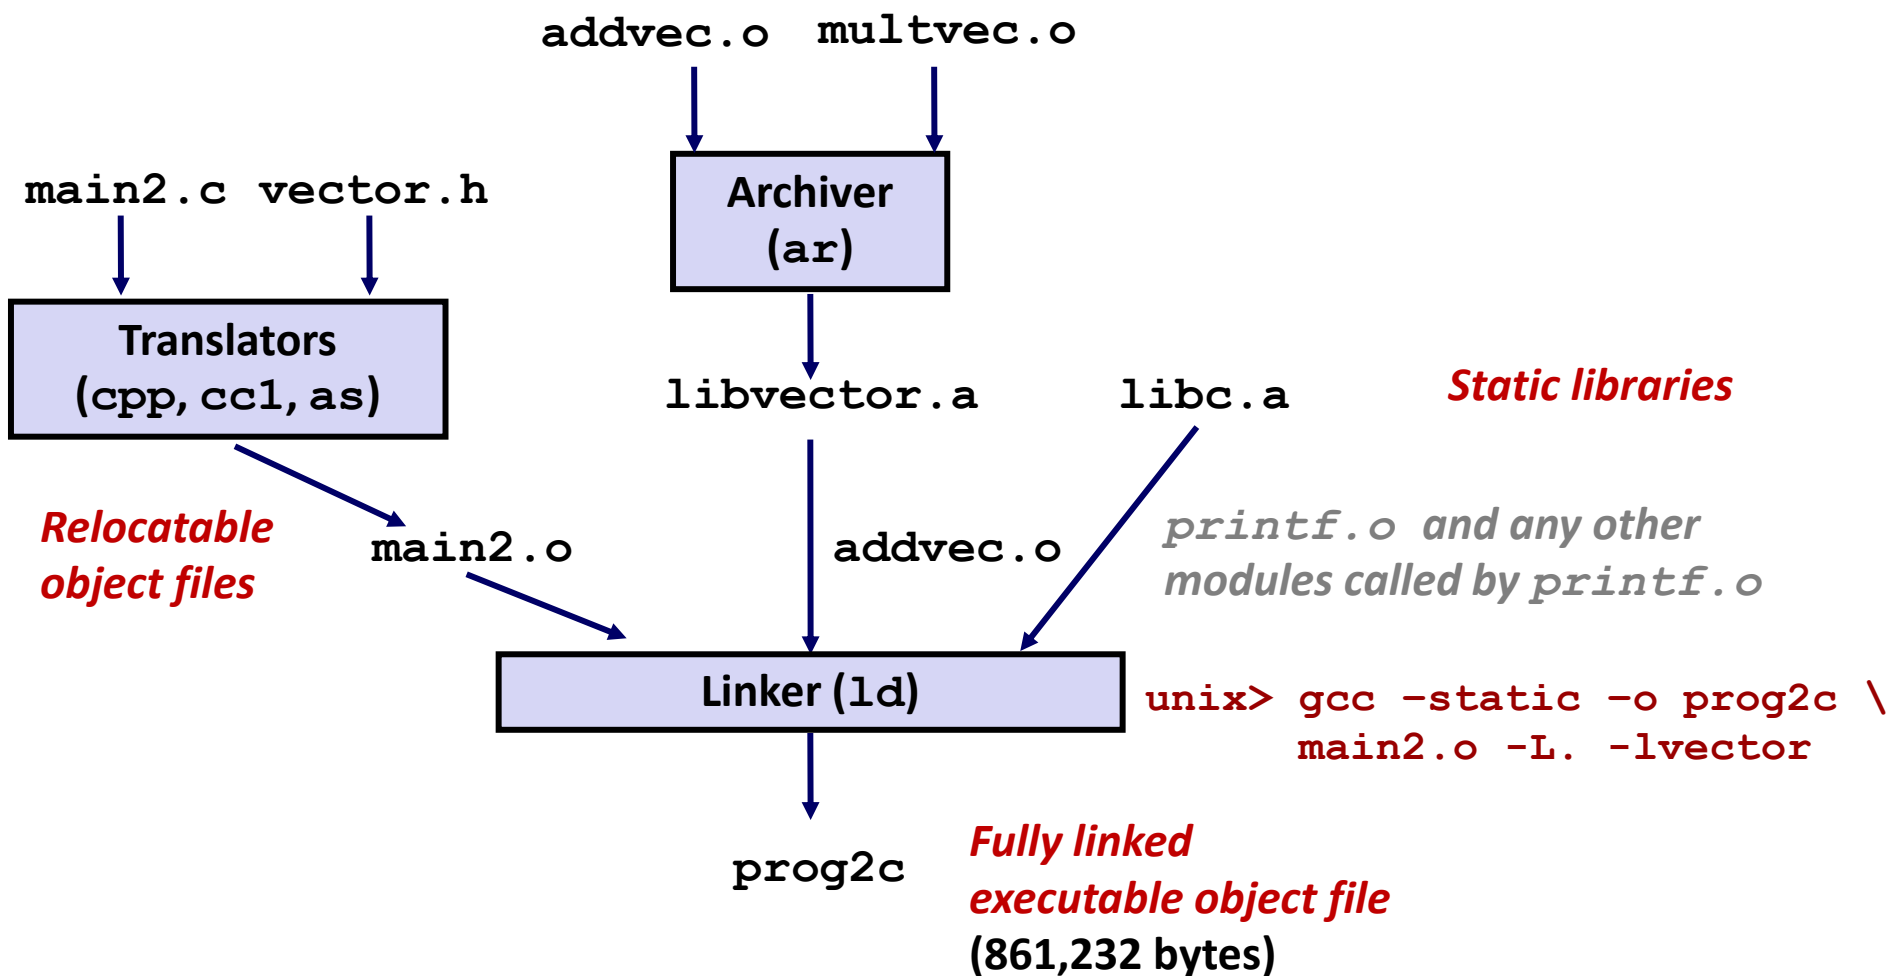 addvec.o multvec.o
main2.c vector.h
Archiver
(ar)
Translators
(cpp, cc1, as)
libvector.a libc.a
Static libraries
Relocatable
object files
main2.o
addvec.o
printf.o and any other
modules called by printf.o
Linker (ld)
unix> gcc –static –o prog2c \
main2.o -L. -lvector
prog2c
Fully linked
executable object file
(861,232 bytes)